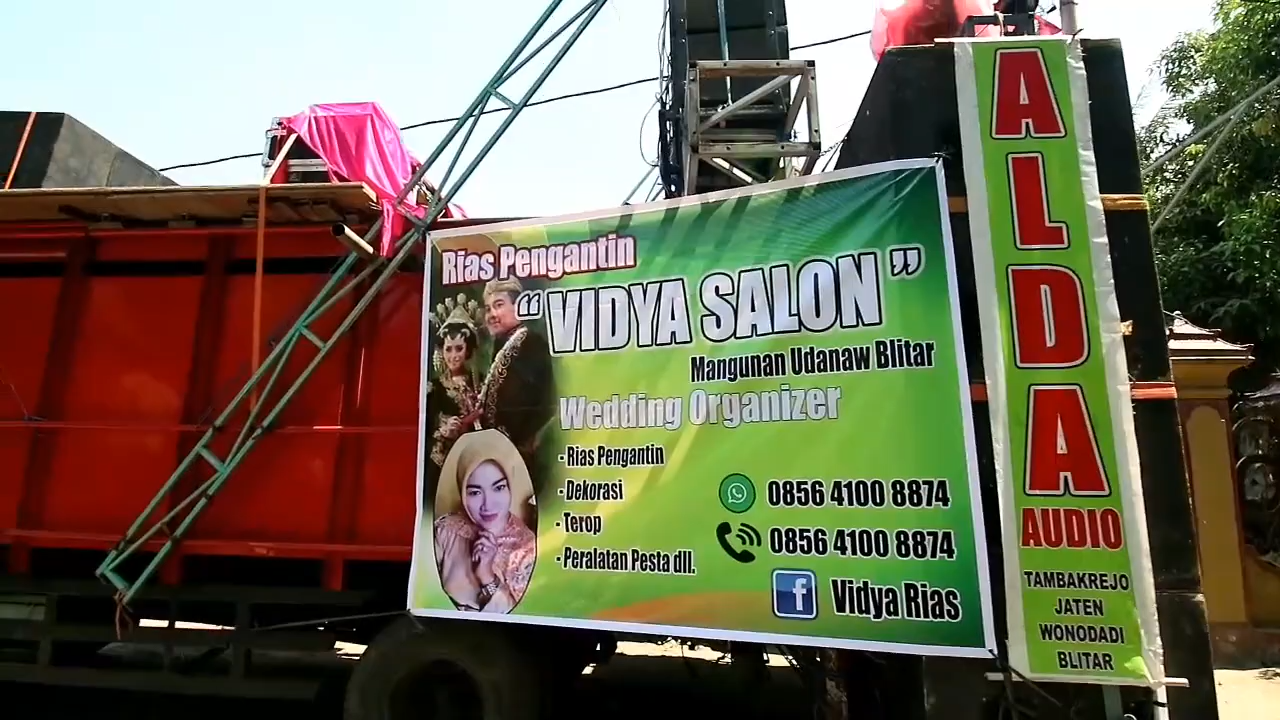 Rias Pengantin
“VIDYA SALON”
Mangunan Udanaw Blitar
Wedding Organizer
- Rias Pengantin
- Dekorasi
- Terop
- Peralatan Pesta dll.
0856 4100 8874
0856 4100 8874
f Vidya Rias
ALDA
AUDIO
TAMBAKREJO
JATEN
WONODADI
BLITAR